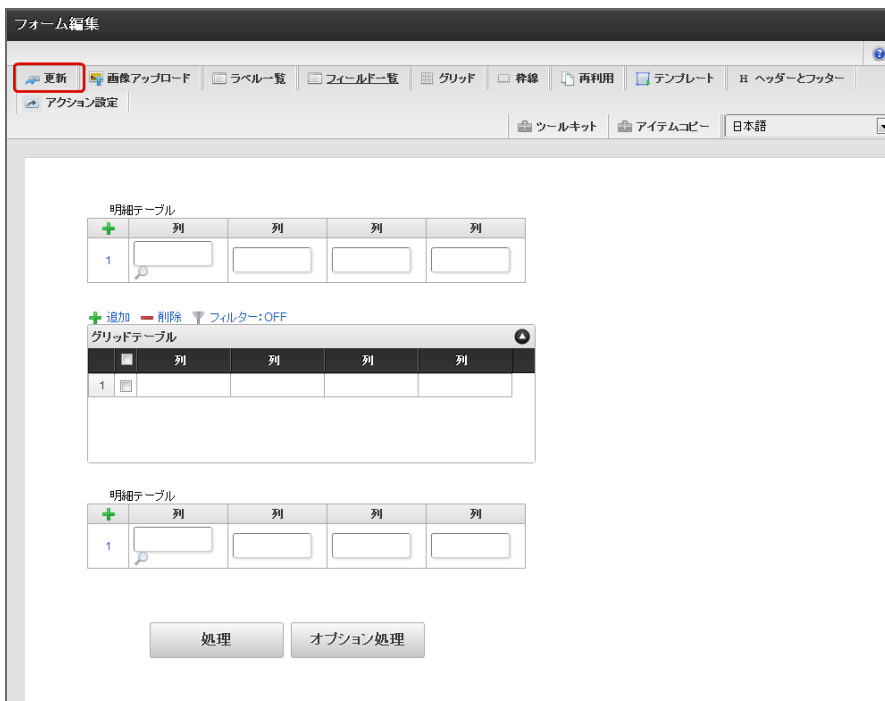 フォーム編集
更新 画像アップロード ラベル一覧 フィールド一覧 グリッド 枠線 再利用 テンプレート H ヘッダーとフッター
アクション設定
ツールキット アイテムコピー 日本語
明細テーブル
列 列 列 列
1
追加 削除 フィルター:OFF
グリッドテーブル
列 列 列 列
1
明細テーブル
列 列 列 列
1
処理 オプション処理